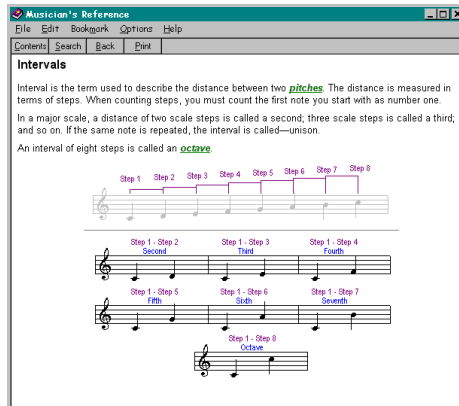 Musician's Reference
File Edit Bookmark Options Help
Contents Search Back Print
Intervals
Interval is the term used to describe the distance between two pitches. The distance is measured in
terms of steps. When counting steps, you must count the first note you start with as number one.
In a major scale, a distance of two scale steps is called a second; three scale steps is called a third;
and so on. If the same note is repeated, the interval is called—unison.
An interval of eight steps is called an octave.
Step 1 Step 2 Step 3 Step 4 Step 5 Step 6 Step 7 Step 8
Step 1 - Step 2 Step 1 - Step 3 Step 1 - Step 4
Second Third Fourth
Step 1 - Step 5 Step 1 - Step 6 Step 1 - Step 7
Fifth Sixth Seventh
Step 1 - Step 8
Octave